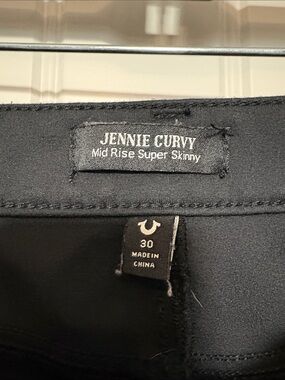 JENNIE CURVY
Mid Rise Super Skinny
30
MADE IN
CHINA